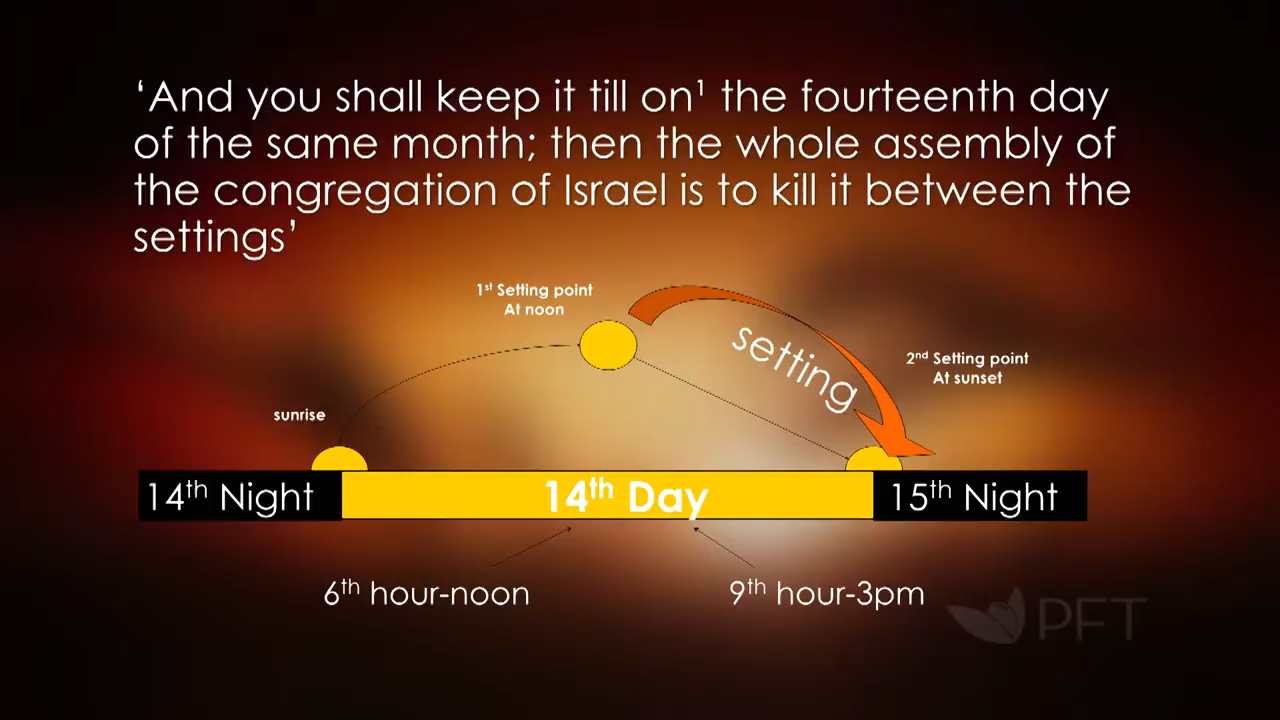 ‘And you shall keep it till on¹ the fourteenth day
of the same month; then the whole assembly of
the congregation of Israel is to kill it between the
settings’
1st Setting point
At noon
setting
2nd Setting point
At sunset
sunrise
14th Night
14th Day
15th Night
6th hour-noon
9th hour-3pm
PFT